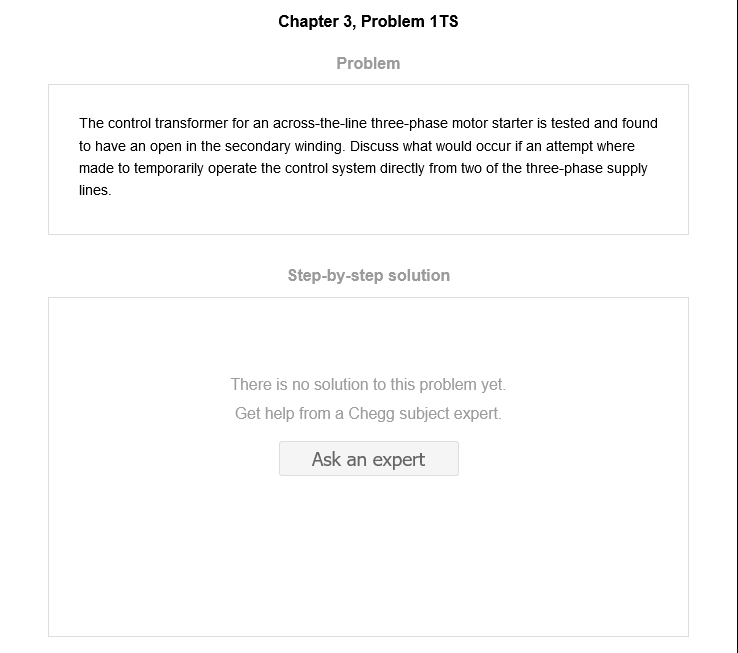 Chapter 3, Problem 1TS
Problem
The control transformer for an across-the-line three-phase motor starter is tested and found
to have an open in the secondary winding. Discuss what would occur if an attempt where
made to temporarily operate the control system directly from two of the three-phase supply
lines.
Step-by-step solution
There is no solution to this problem yet.
Get help from a Chegg subject expert.
Ask an expert